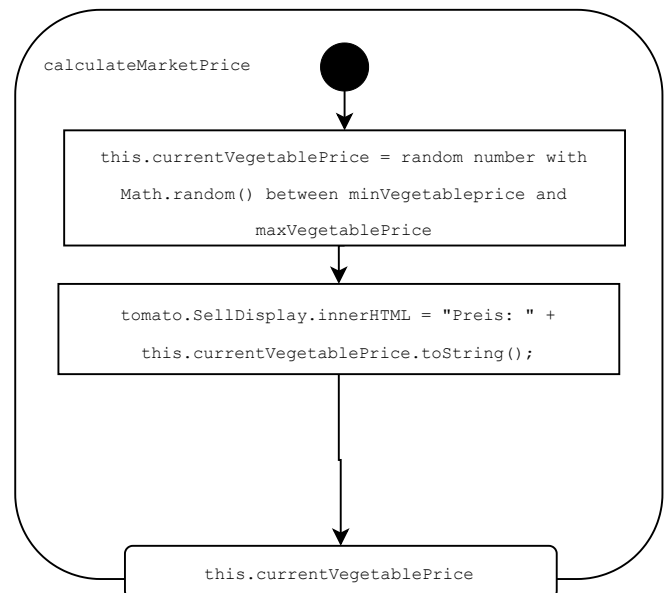 calculateMarketPrice
this.currentVegetablePrice = random number with
Math.random() between minVegetableprice and
maxVegetablePrice
tomato.SellDisplay.innerHTML = "Preis: " +
this.currentVegetablePrice.toString();
this.currentVegetablePrice